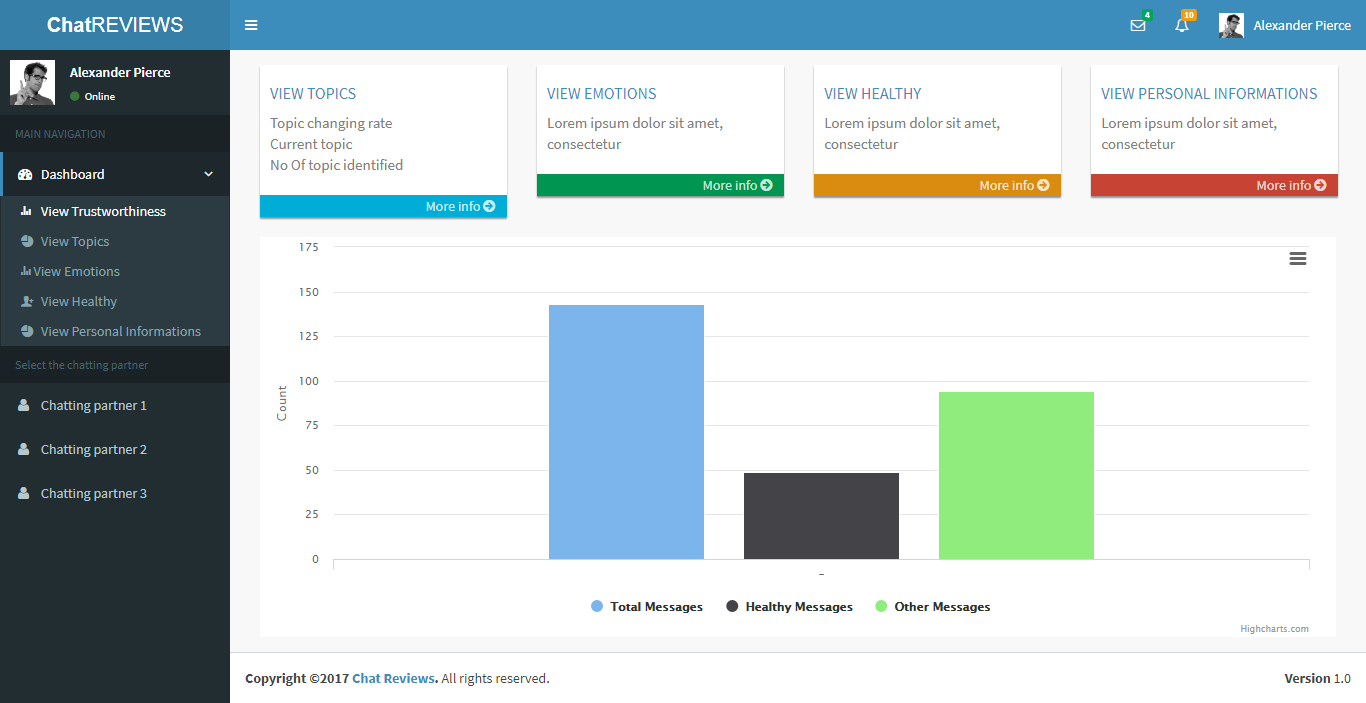 ChatREVIEWS
4
10
Alexander Pierce
Alexander Pierce
Online
MAIN NAVIGATION
Dashboard
View Trustworthiness
View Topics
View Emotions
View Healthy
View Personal Informations
Select the chatting partner
Chatting partner 1
Chatting partner 2
Chatting partner 3
VIEW TOPICS
Topic changing rate
Current topic
No Of topic identified
More info
VIEW EMOTIONS
Lorem ipsum dolor sit amet,
consectetur
More info
VIEW HEALTHY
Lorem ipsum dolor sit amet,
consectetur
More info
VIEW PERSONAL INFORMATIONS
Lorem ipsum dolor sit amet,
consectetur
More info
175
150
125
100
75
50
25
0
Count
–
Total Messages
Healthy Messages
Other Messages
Highcharts.com
Copyright ©2017 Chat Reviews. All rights reserved.
Version 1.0